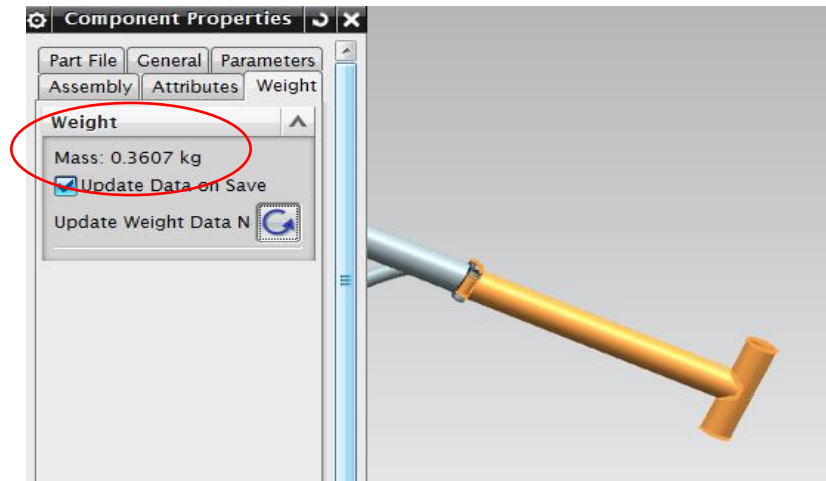 Component Properties
Part File General Parameters
Assembly Attributes Weight
Weight
Mass: 0.3607 kg
Update Data on Save
Update Weight Data N